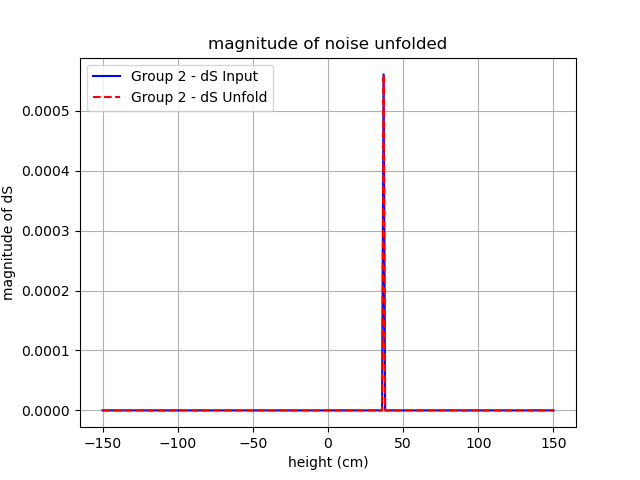 magnitude of noise unfolded
Group 2 - dS Input
Group 2 - dS Unfold
magnitude of dS
0.0005
0.0004
0.0003
0.0002
0.0001
0.0000
−150
−100
−50
0
50
100
150
height (cm)